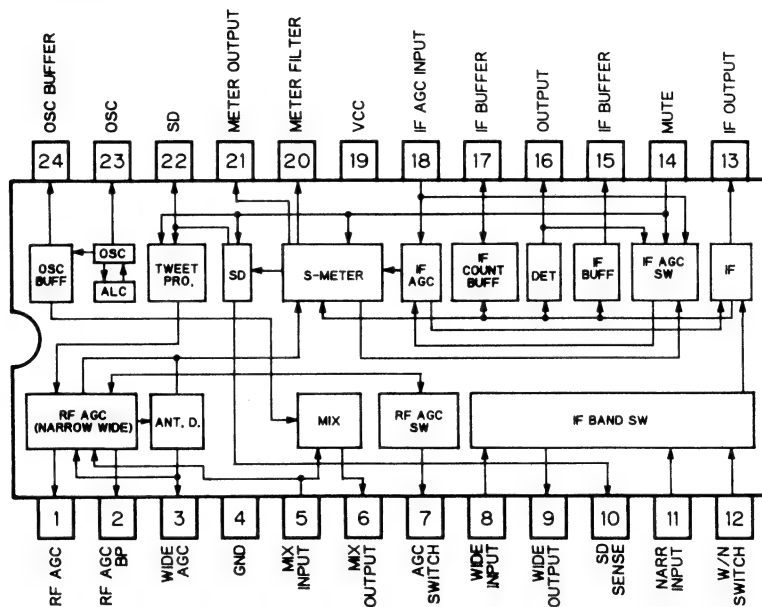 OSC BUFFER
OSC
SD
METER OUTPUT
METER FILTER
VCC
IF AGC INPUT
IF BUFFER
OUTPUT
IF BUFFER
MUTE
IF OUTPUT
24
23
22
21
20
19
18
17
16
15
14
13
OSC
BUFF
OSC
ALC
TWEET
PRO.
SD
S-METER
IF
AGC
IF
COUNT
BUFF
DET
IF
BUFF
IF AGC
SW
IF
RF AGC
(NARROW WIDE)
ANT. D.
MIX
RF AGC
SW
IF BAND SW
1
2
3
4
5
6
7
8
9
10
11
12
RF AGC
RF AGC
BP
WIDE
AGC
GND
MIX
INPUT
MIX
OUTPUT
AGC
SWITCH
WIDE
INPUT
WIDE
OUTPUT
SD
SENSE
NARR
INPUT
W/N
SWITCH